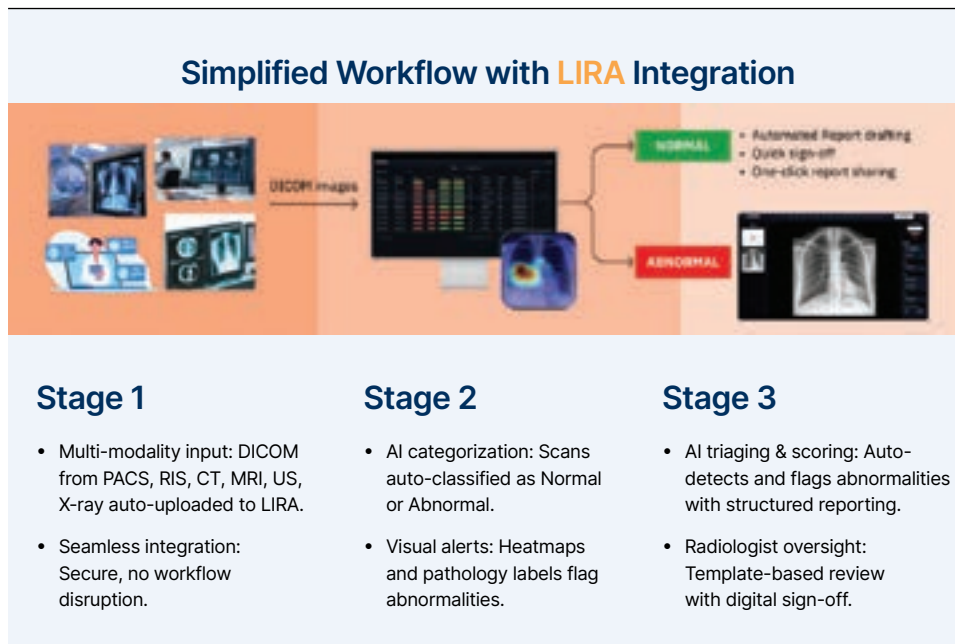 Simplified Workflow with LIRA Integration
DICOM images
NORMAL
• Automated Report drafting
• Quick sign-off
• One-click report sharing
ABNORMAL
Stage 1
• Multi-modality input: DICOM
from PACS, RIS, CT, MRI, US,
X-ray auto-uploaded to LIRA.
• Seamless integration:
Secure, no workflow
disruption.
Stage 2
• AI categorization: Scans
auto-classified as Normal
or Abnormal.
• Visual alerts: Heatmaps
and pathology labels flag
abnormalities.
Stage 3
• AI triaging & scoring: Auto-
detects and flags abnormalities
with structured reporting.
• Radiologist oversight:
Template-based review
with digital sign-off.